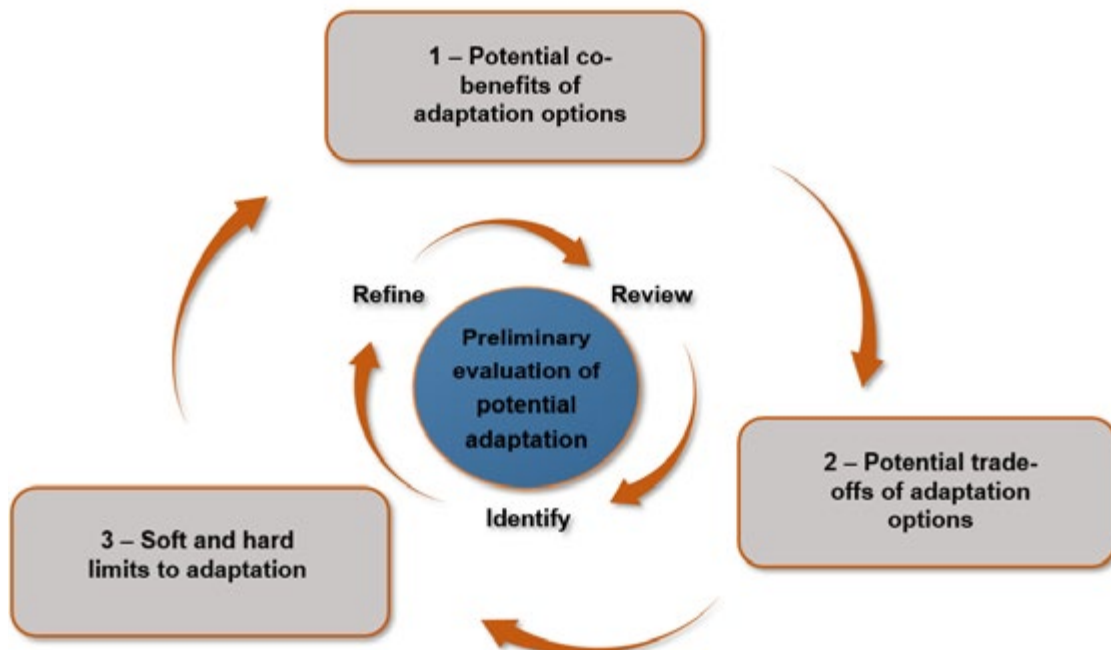 1 – Potential co-
benefits of
adaptation options
Refine
Review
Preliminary
evaluation of
potential
adaptation
2 – Potential trade-
offs of adaptation
options
3 – Soft and hard
limits to adaptation
Identify